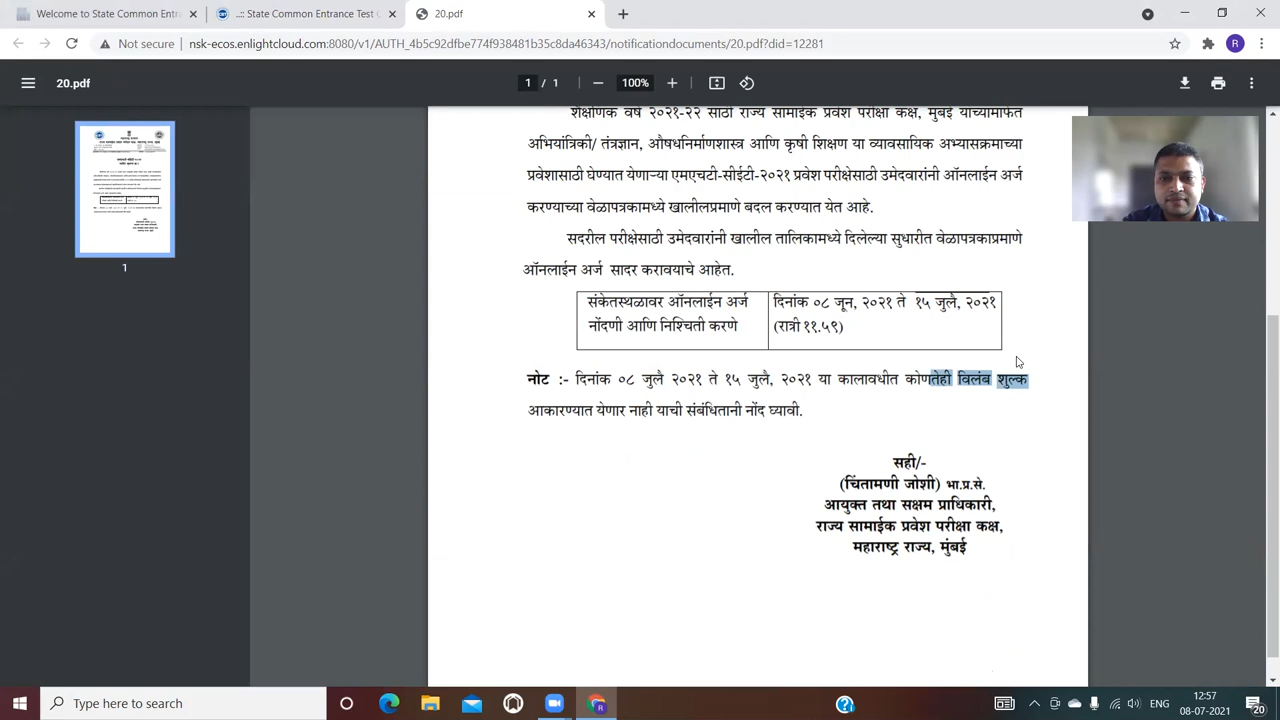 Welcome to State Common Entran
..:: State Common Entrance Test C
20.pdf
Not secure
nsk-ecos.enlightcloud.com:8080/v1/AUTH_4b5c92dfbe774f938481b35c8da46343/notificationdocuments/20.pdf?did=12281
R
20.pdf
1 / 1
100%
1
शैक्षणिक वर्ष २०२१-२२ साठी राज्य सामाईक प्रवेश परीक्षा कक्ष, मुंबई यांच्यामार्फत
अभियांत्रिकी/ तंत्रज्ञान, औषधनिर्माणशास्त्र आणि कृषी शिक्षण या व्यावसायिक अभ्यासक्रमाच्या
प्रवेशासाठी घेण्यात येणाऱ्या एमएचटी-सीईटी-२०२१ प्रवेश परीक्षेसाठी उमेदवारांनी ऑनलाईन अर्ज
करण्याच्या वेळापत्रकामध्ये खालीलप्रमाणे बदल करण्यात येत आहे.
सदरील परीक्षेसाठी उमेदवारांनी खालील तालिकामध्ये दिलेल्या सुधारीत वेळापत्रकाप्रमाणे
ऑनलाईन अर्ज सादर करावयाचे आहेत.
संकेतस्थळावर ऑनलाईन अर्ज
नोंदणी आणि निश्चिती करणे
दिनांक ०८ जून, २०२१ ते १५ जुलै, २०२१
(रात्री ११.५९)
नोट :- दिनांक ०८ जुलै २०२१ ते १५ जुलै, २०२१ या कालावधीत कोणतेही विलंब शुल्क
आकारण्यात येणार नाही याची संबंधितानी नोंद घ्यावी.
सही/-
(चिंतामणी जोशी) भा.प्र.से.
आयुक्त तथा सक्षम प्राधिकारी,
राज्य सामाईक प्रवेश परीक्षा कक्ष,
महाराष्ट्र राज्य, मुंबई
Type here to search
ENG
12:57
08-07-2021
20